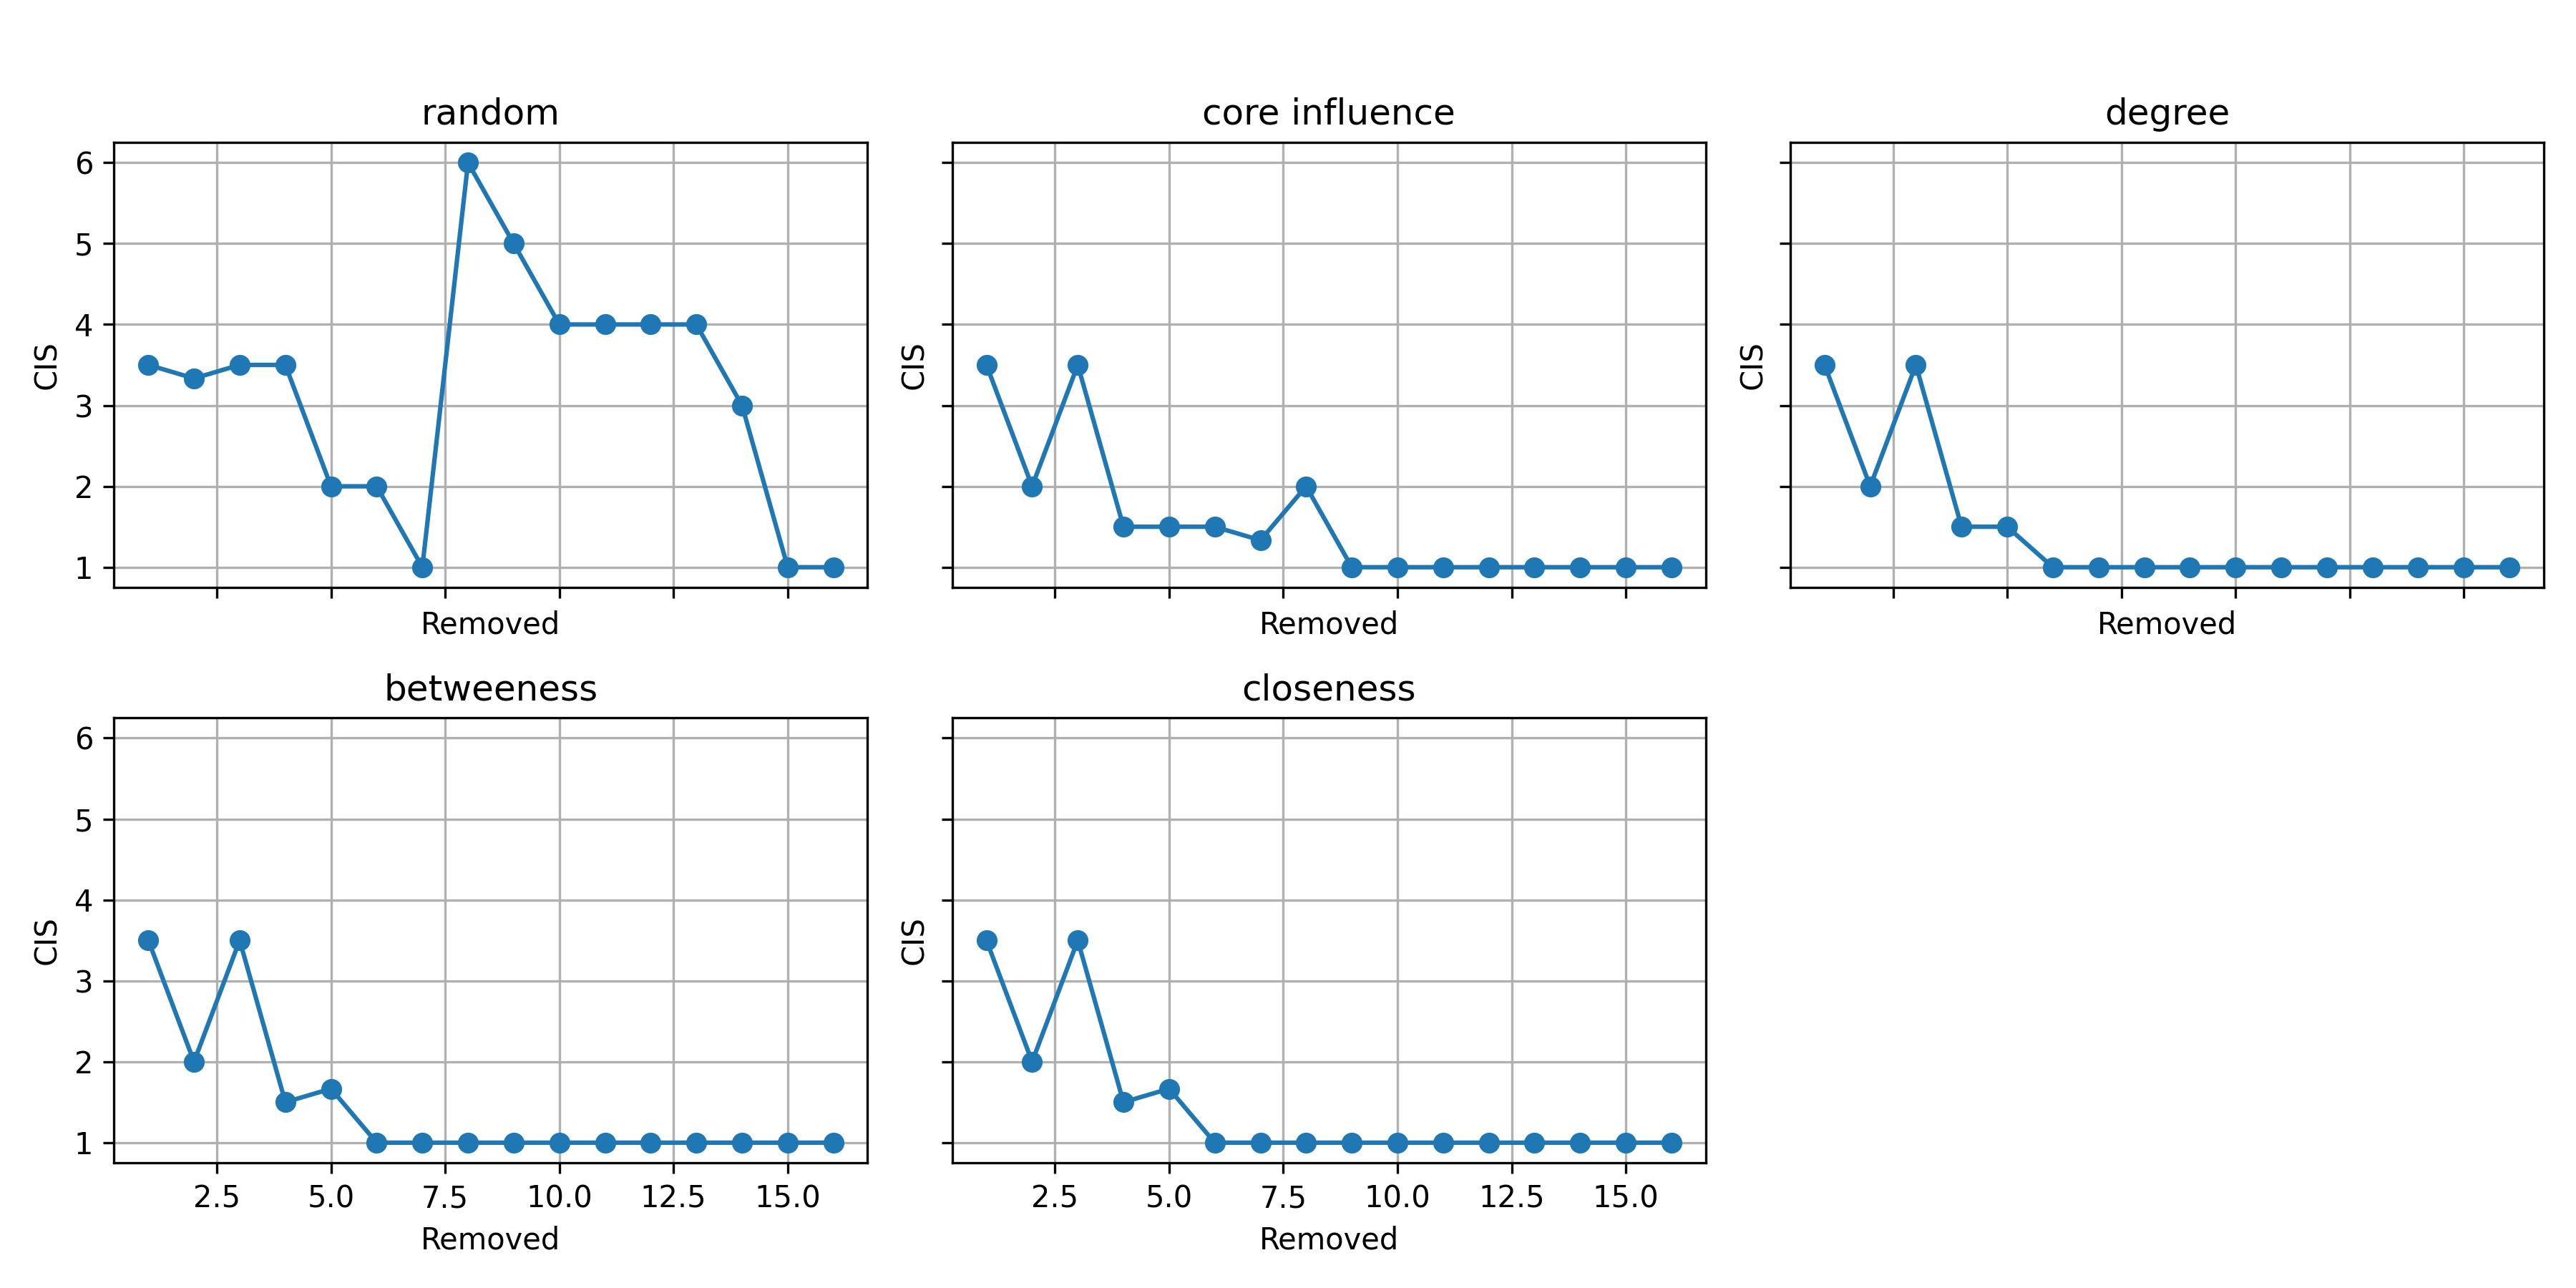 random
core influence
degree
6
5
4
3
2
1
CIS
CIS
CIS
Removed
Removed
Removed
betweeness
closeness
6
5
4
3
2
1
CIS
CIS
2.5 5.0 7.5 10.0 12.5 15.0
2.5 5.0 7.5 10.0 12.5 15.0
Removed
Removed